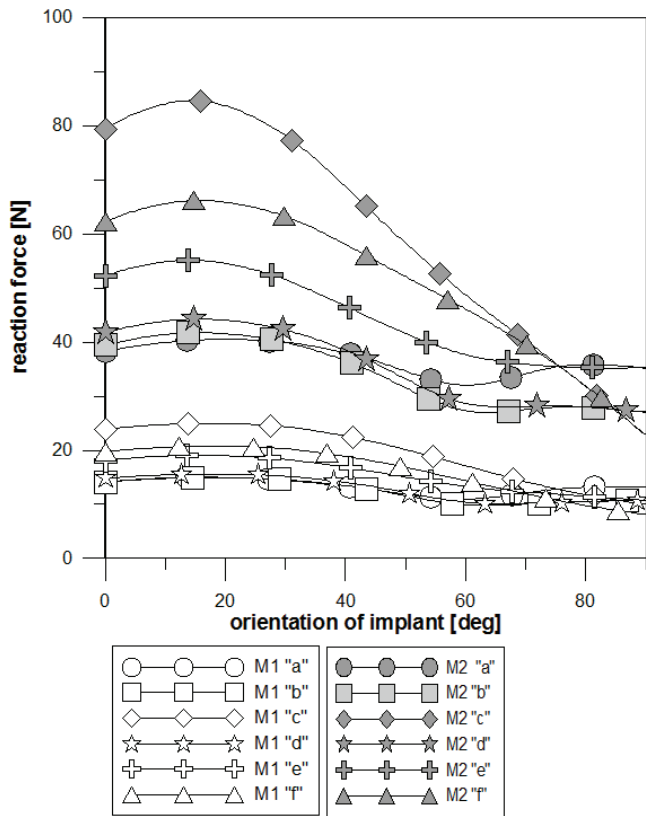 100
80
60
40
20
0
reaction force [N]
0 20 40 60 80
orientation of implant [deg]
M1 "a"
M1 "b"
M1 "c"
M1 "d"
M1 "e"
M1 "f"
M2 "a"
M2 "b"
M2 "c"
M2 "d"
M2 "e"
M2 "f"